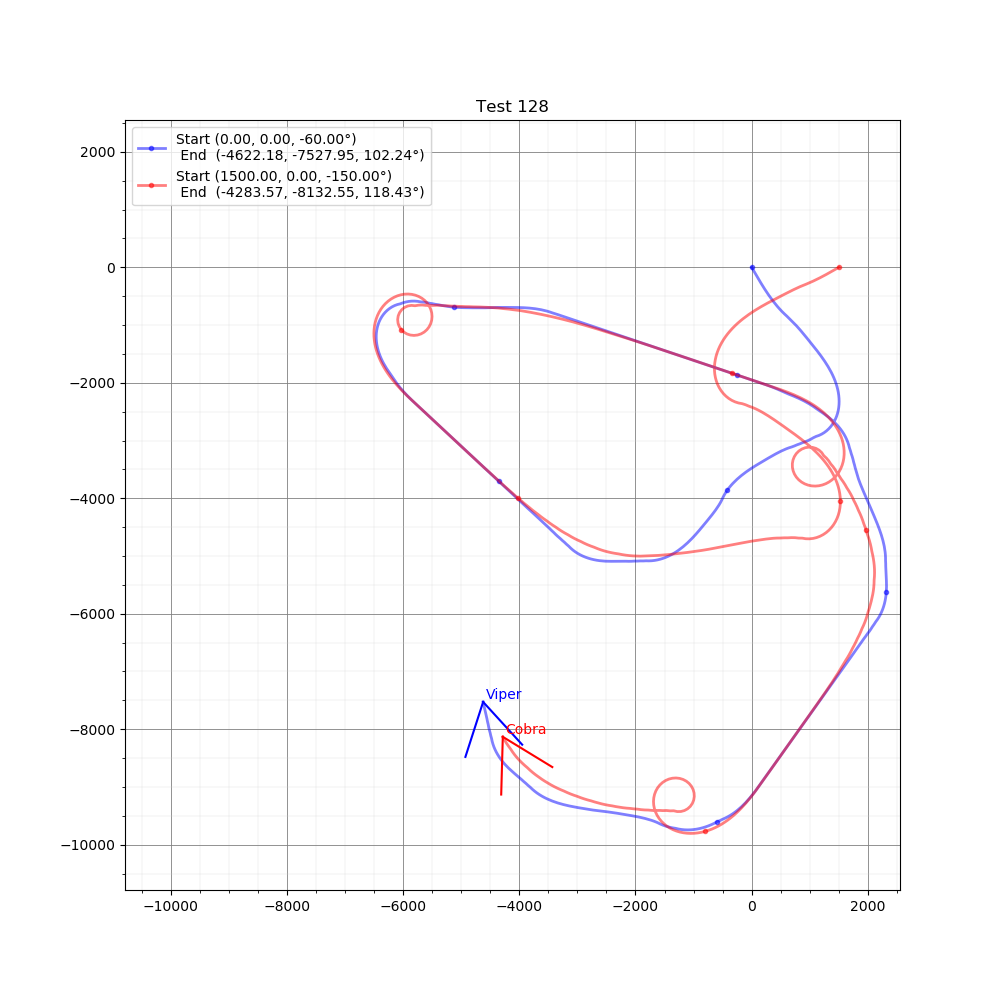 Test 128
Start (0.00, 0.00, -60.00°)
End (-4622.18, -7527.95, 102.24°)
Start (1500.00, 0.00, -150.00°)
End (-4283.57, -8132.55, 118.43°)
2000
0
−2000
−4000
−6000
−8000
−10000
Viper
Cobra
−10000
−8000
−6000
−4000
−2000
0
2000